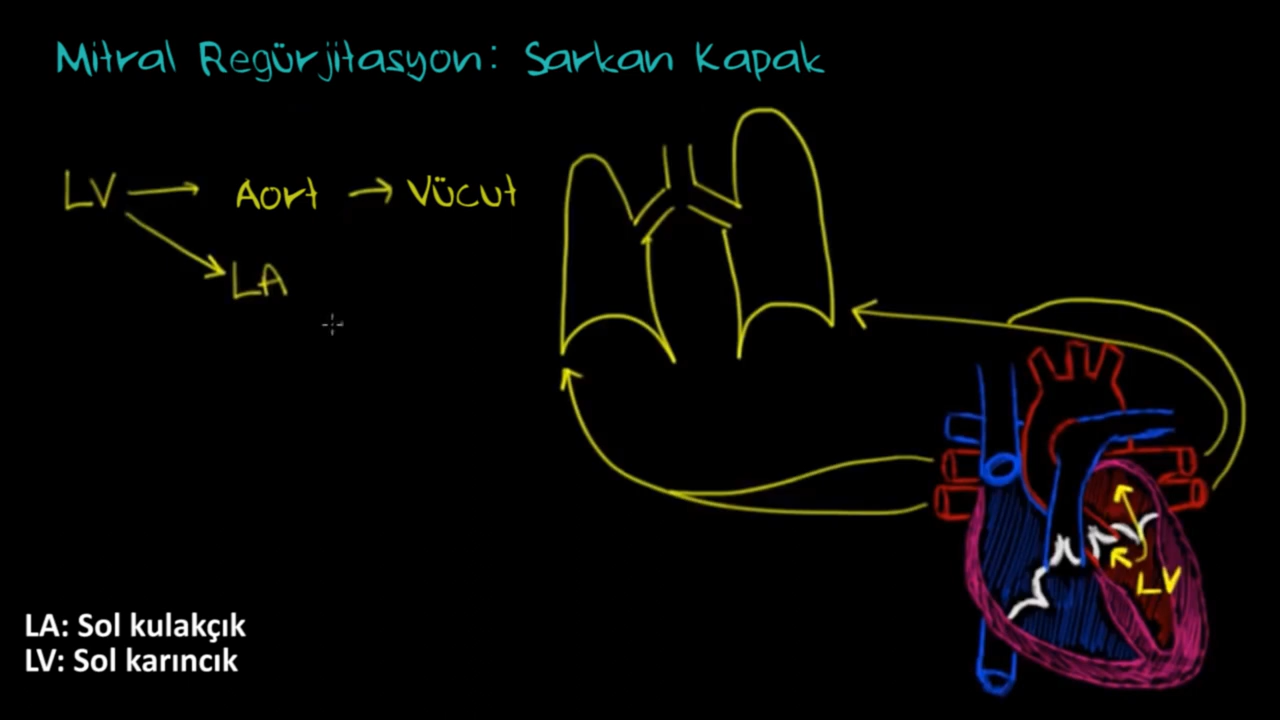 Mitral Regürjitasyon: Sarkan Kapak
LV → Aort → Vücut
LA
LV
LA: Sol kulakçık
LV: Sol karıncık